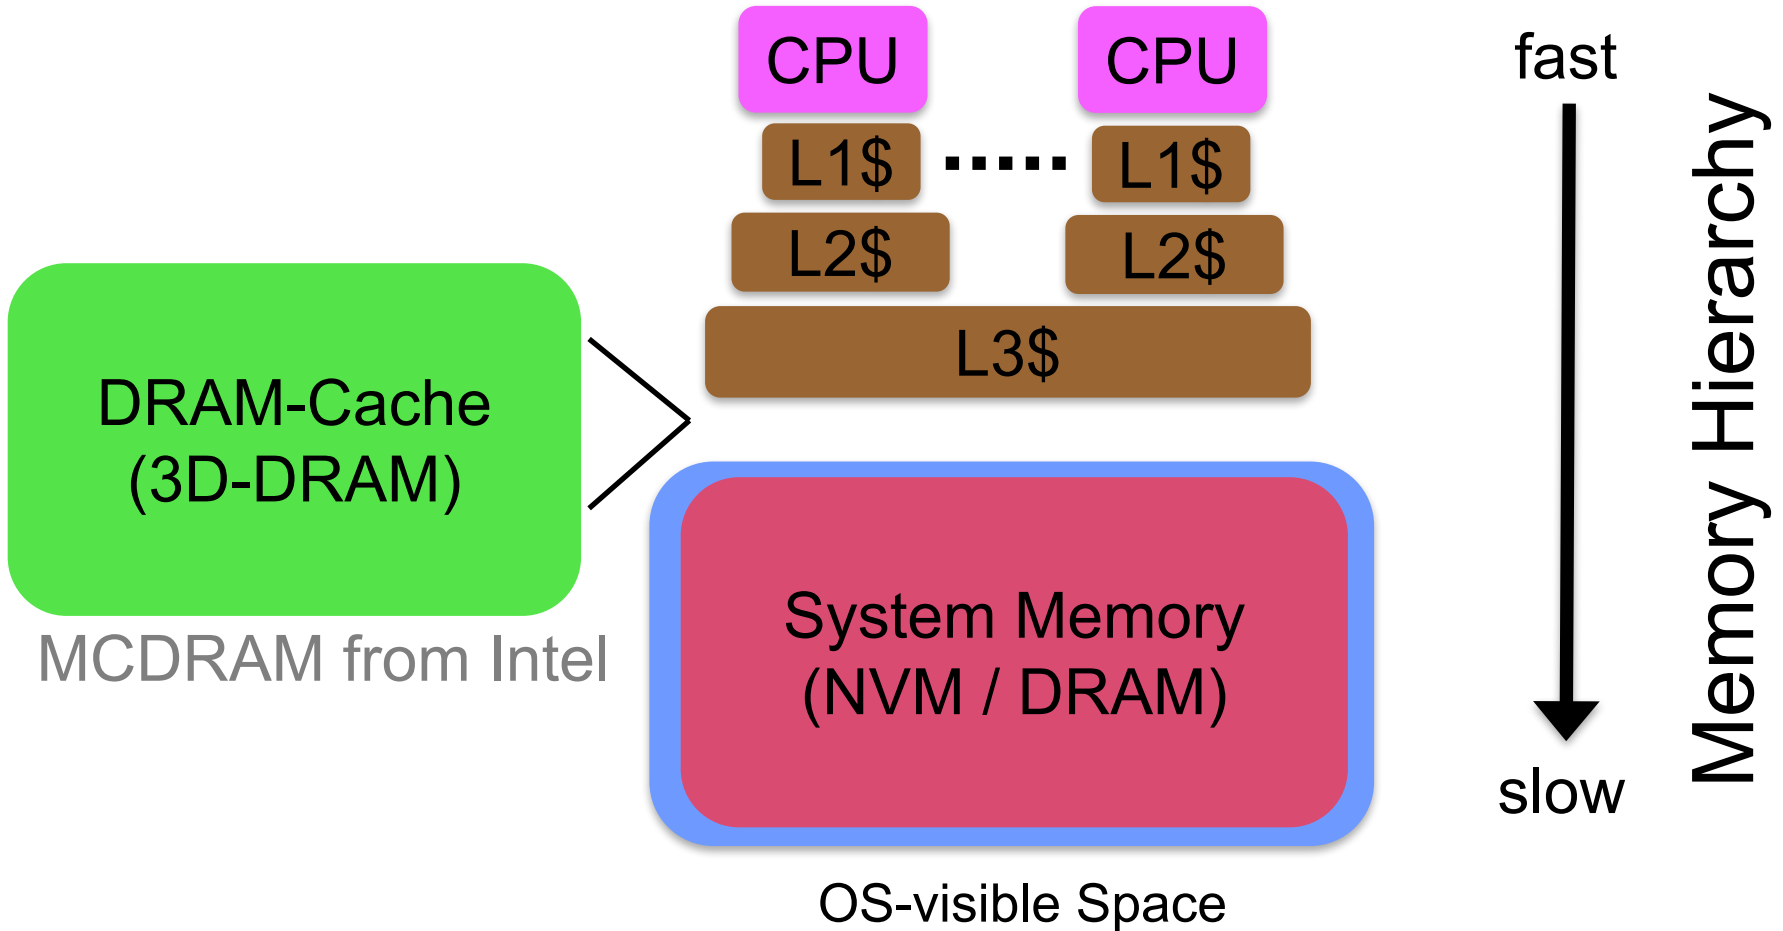 CPU
CPU
fast
L1$
L1$
L2$
L2$
L3$
DRAM-Cache
(3D-DRAM)
MCDRAM from Intel
System Memory
(NVM / DRAM)
slow
Memory Hierarchy
OS-visible Space